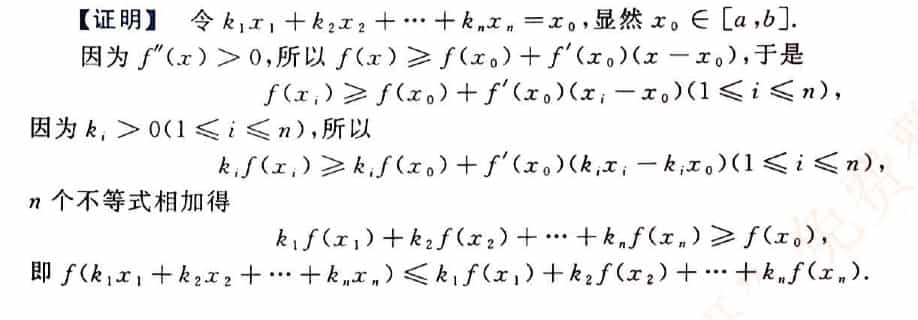 【证明】 令 k₁x₁ + k₂x₂ + ⋯ + kₙxₙ = x₀,显然 x₀ ∈ [a,b].
因为 f″(x) > 0,所以 f(x) ⩾ f(x₀) + f′(x₀)(x − x₀),于是
f(xᵢ) ⩾ f(x₀) + f′(x₀)(xᵢ − x₀)(1 ⩽ i ⩽ n),
因为 kᵢ > 0(1 ⩽ i ⩽ n),所以
kᵢf(xᵢ) ⩾ kᵢf(x₀) + f′(x₀)(kᵢxᵢ − kᵢx₀)(1 ⩽ i ⩽ n),
n 个不等式相加得
k₁f(x₁) + k₂f(x₂) + ⋯ + kₙf(xₙ) ⩾ f(x₀),
即 f(k₁x₁ + k₂x₂ + ⋯ + kₙxₙ) ⩽ k₁f(x₁) + k₂f(x₂) + ⋯ + kₙf(xₙ).
免费